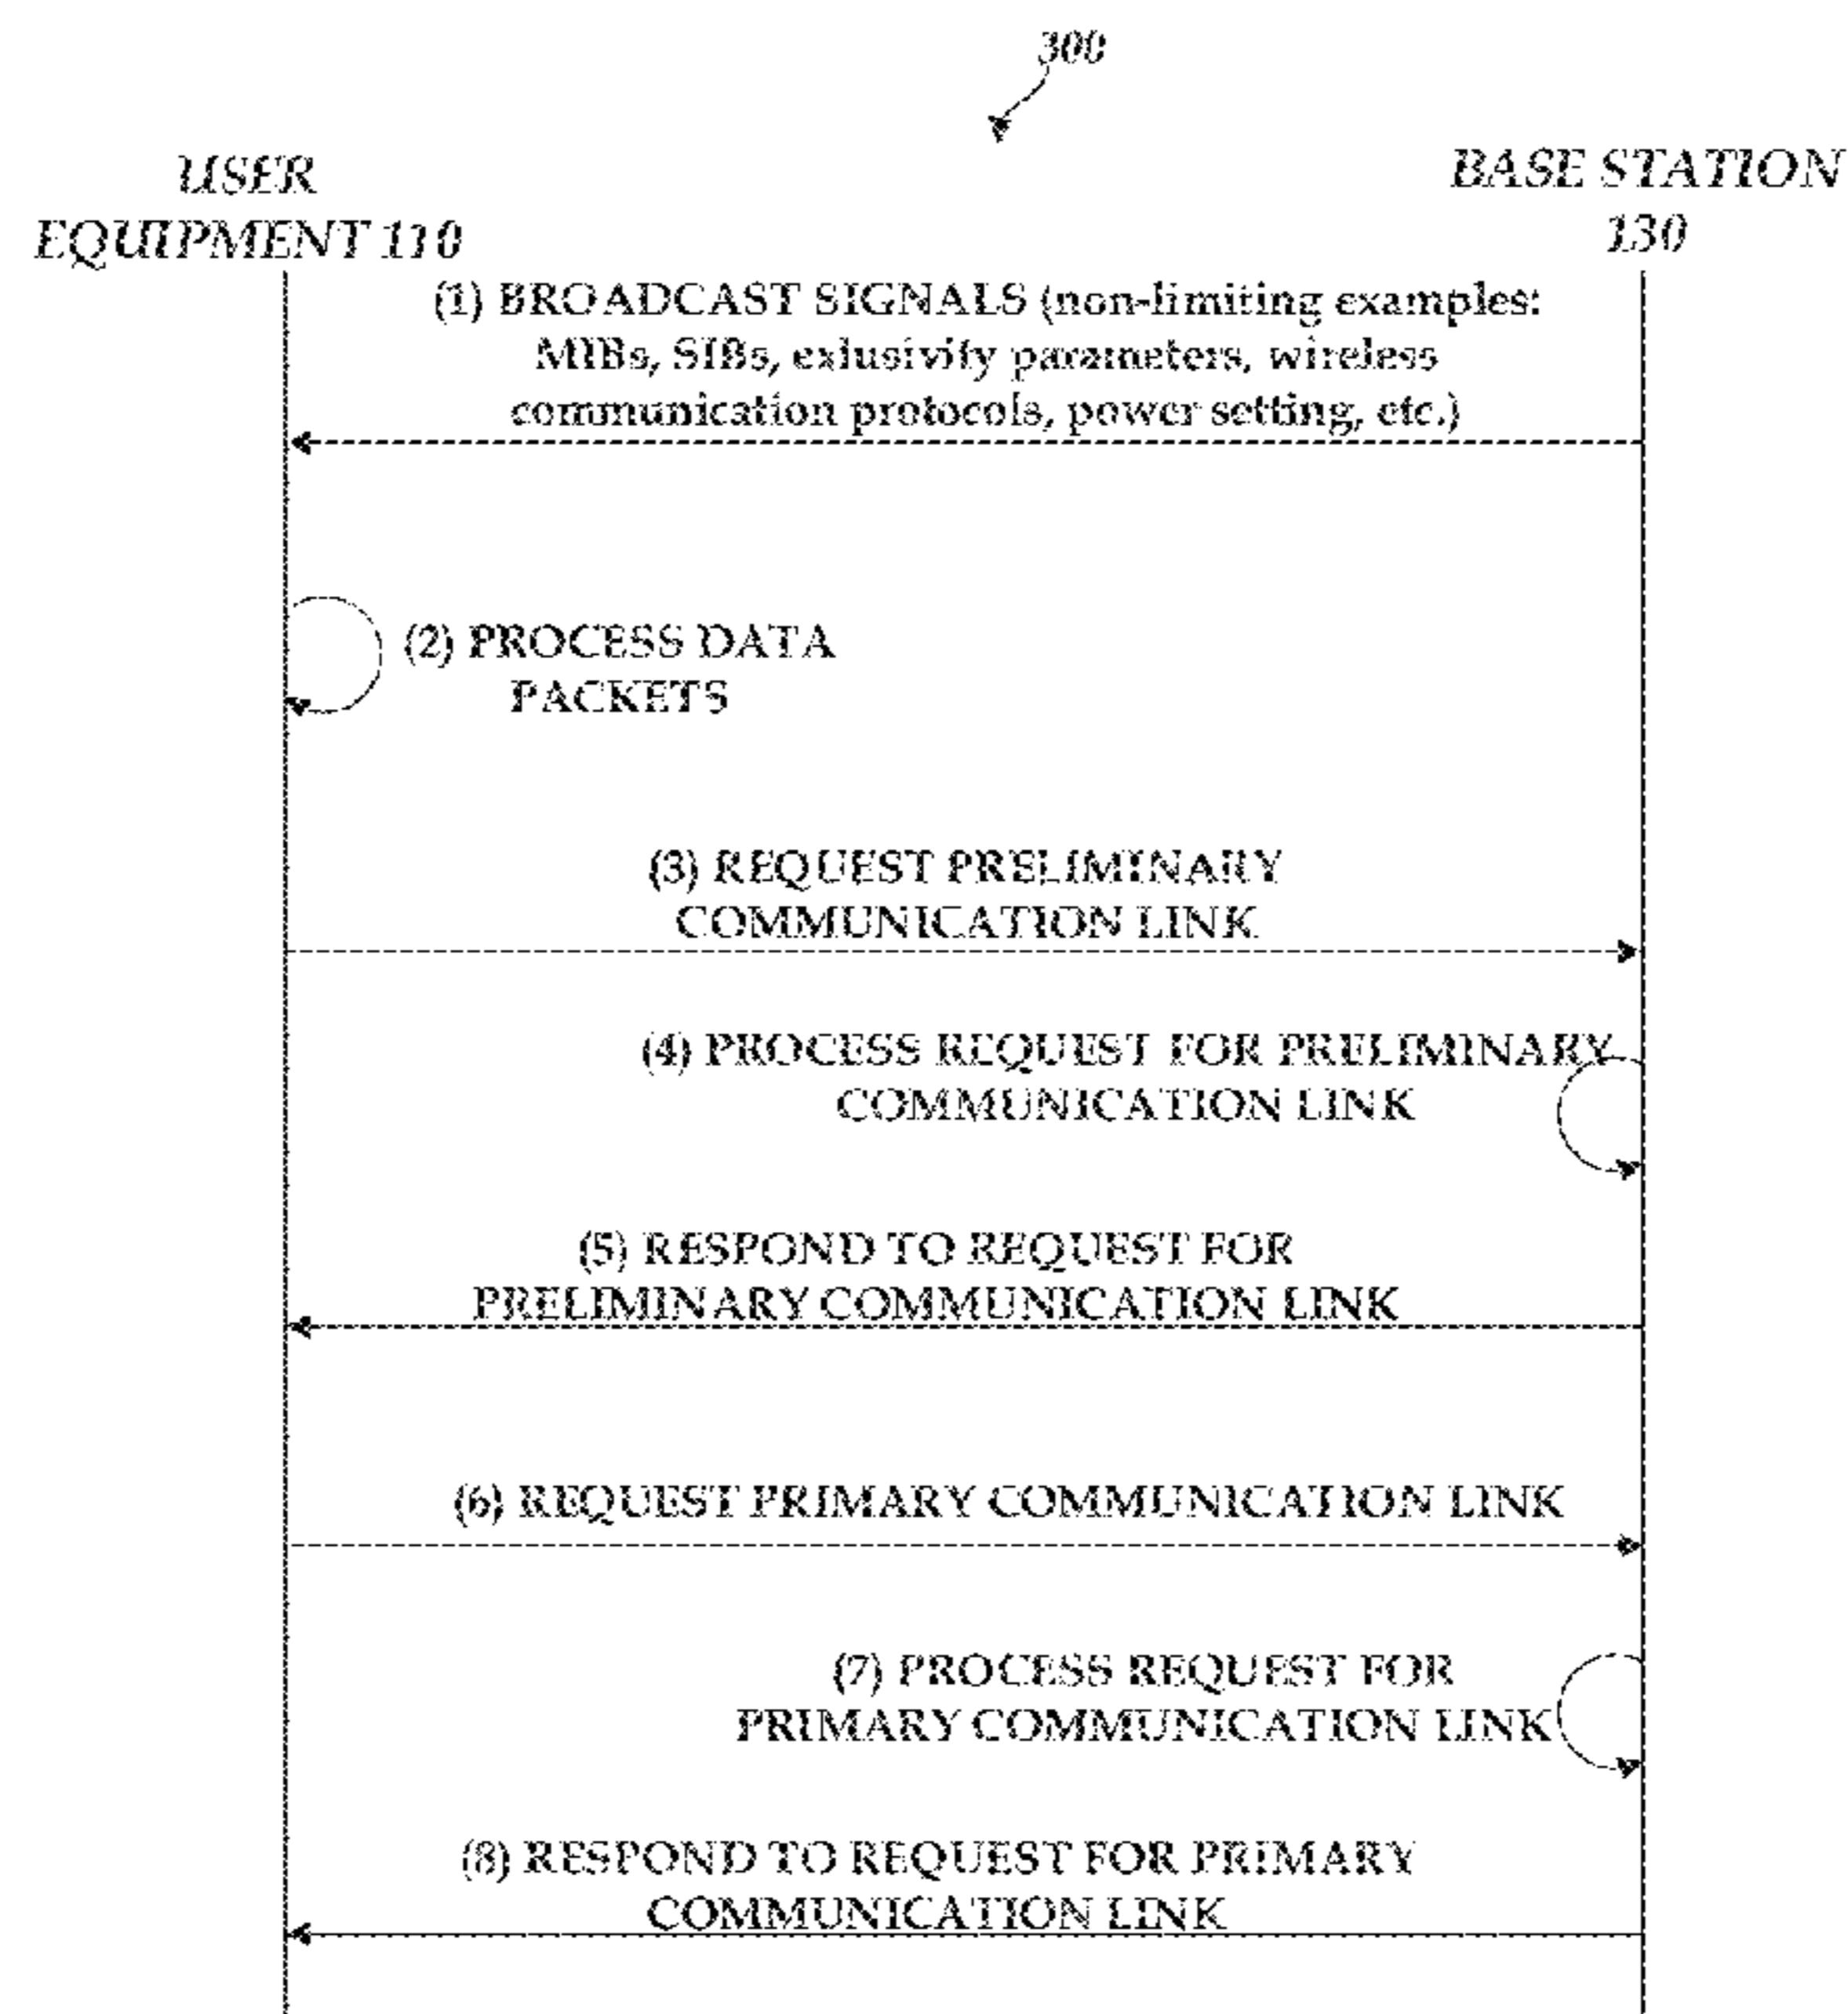 300
USER
EQUIPMENT 110
BASE STATION
130
(1) BROADCAST SIGNALS (non-limiting examples:
MIBs, SIBs, exlusivity parameters, wireless
communication protocols, power setting, etc.)
(2) PROCESS DATA
PACKETS
(3) REQUEST PRELIMINARY
COMMUNICATION LINK
(4) PROCESS REQUEST FOR PRELIMINARY
COMMUNICATION LINK
(5) RESPOND TO REQUEST FOR
PRELIMINARY COMMUNICATION LINK
(6) REQUEST PRIMARY COMMUNICATION LINK
(7) PROCESS REQUEST FOR
PRIMARY COMMUNICATION LINK
(8) RESPOND TO REQUEST FOR PRIMARY
COMMUNICATION LINK